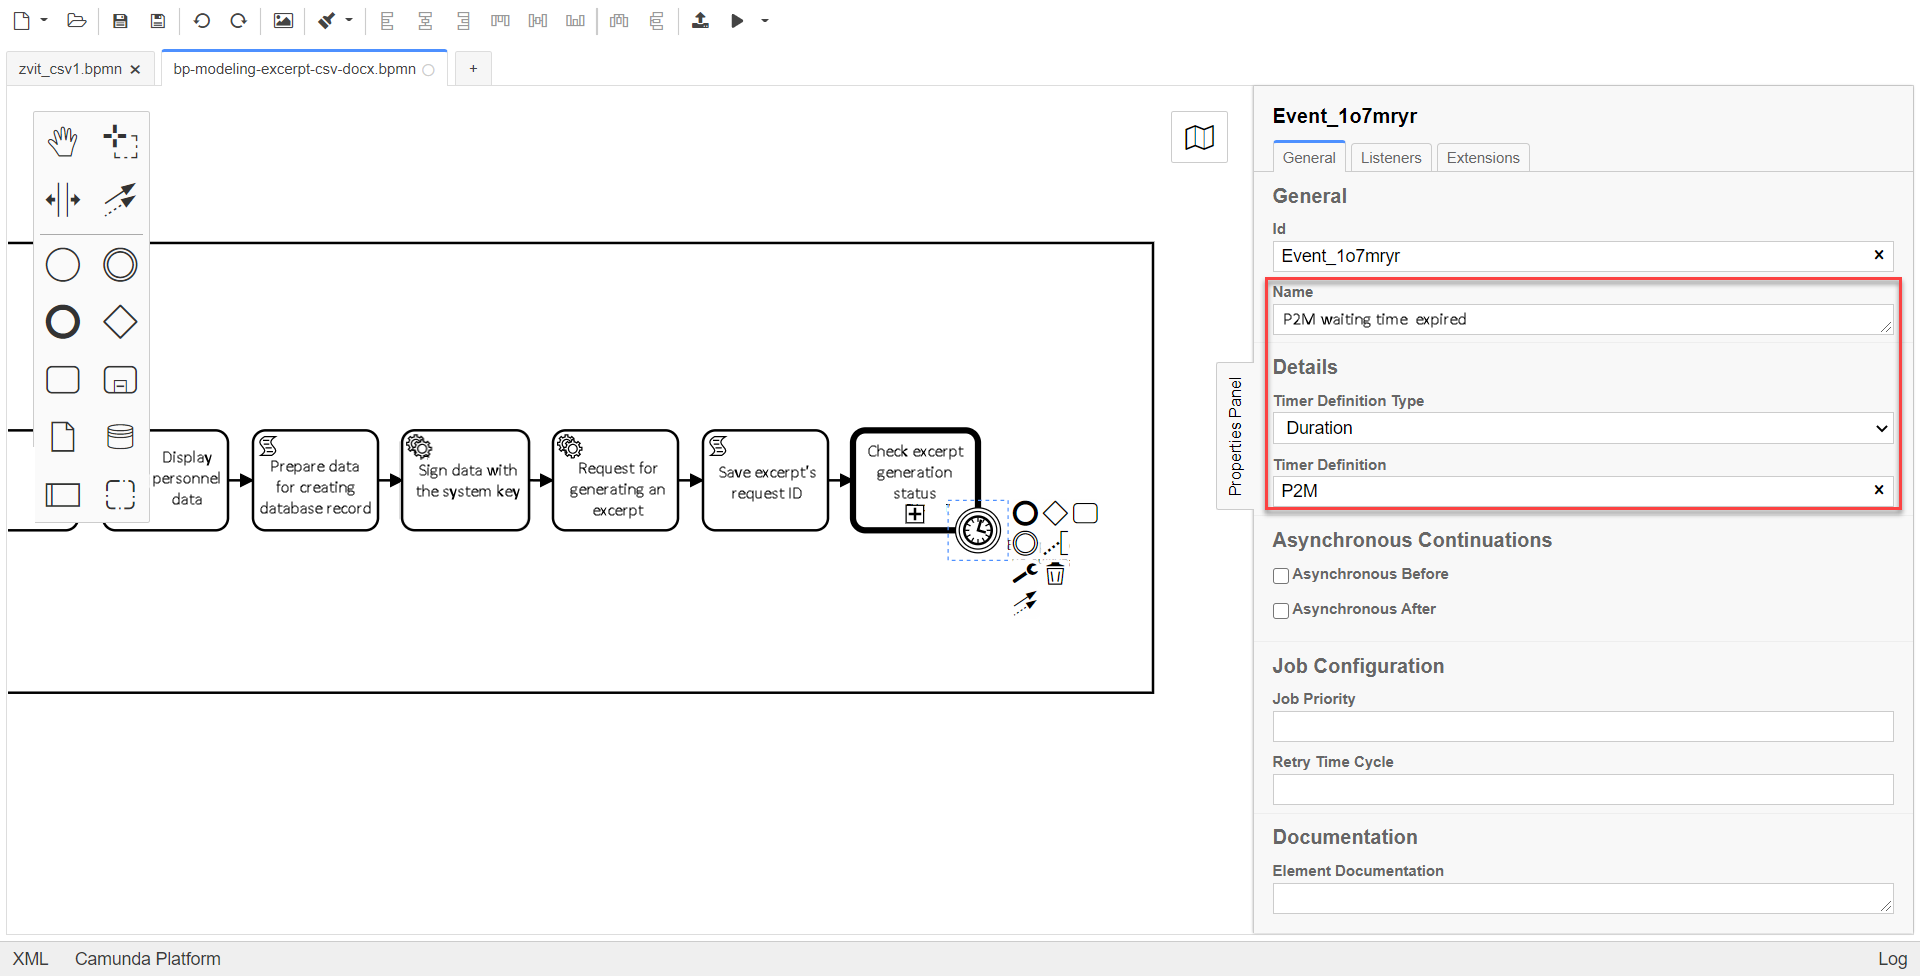 zvit_csv1.bpmn
bp-modeling-excerpt-csv-docx.bpmn
+
Display
personnel
data
Prepare data
for creating
database record
Sign data with
the system key
Request for
generating an
excerpt
Save excerpt's
request ID
Check excerpt
generation
status
Properties Panel
Event_1o7mryr
General
Listeners
Extensions
General
Id
Event_1o7mryr
Name
P2M waiting time expired
Details
Timer Definition Type
Duration
Timer Definition
P2M
Asynchronous Continuations
Asynchronous Before
Asynchronous After
Job Configuration
Job Priority
Retry Time Cycle
Documentation
Element Documentation
XML
Camunda Platform
Log